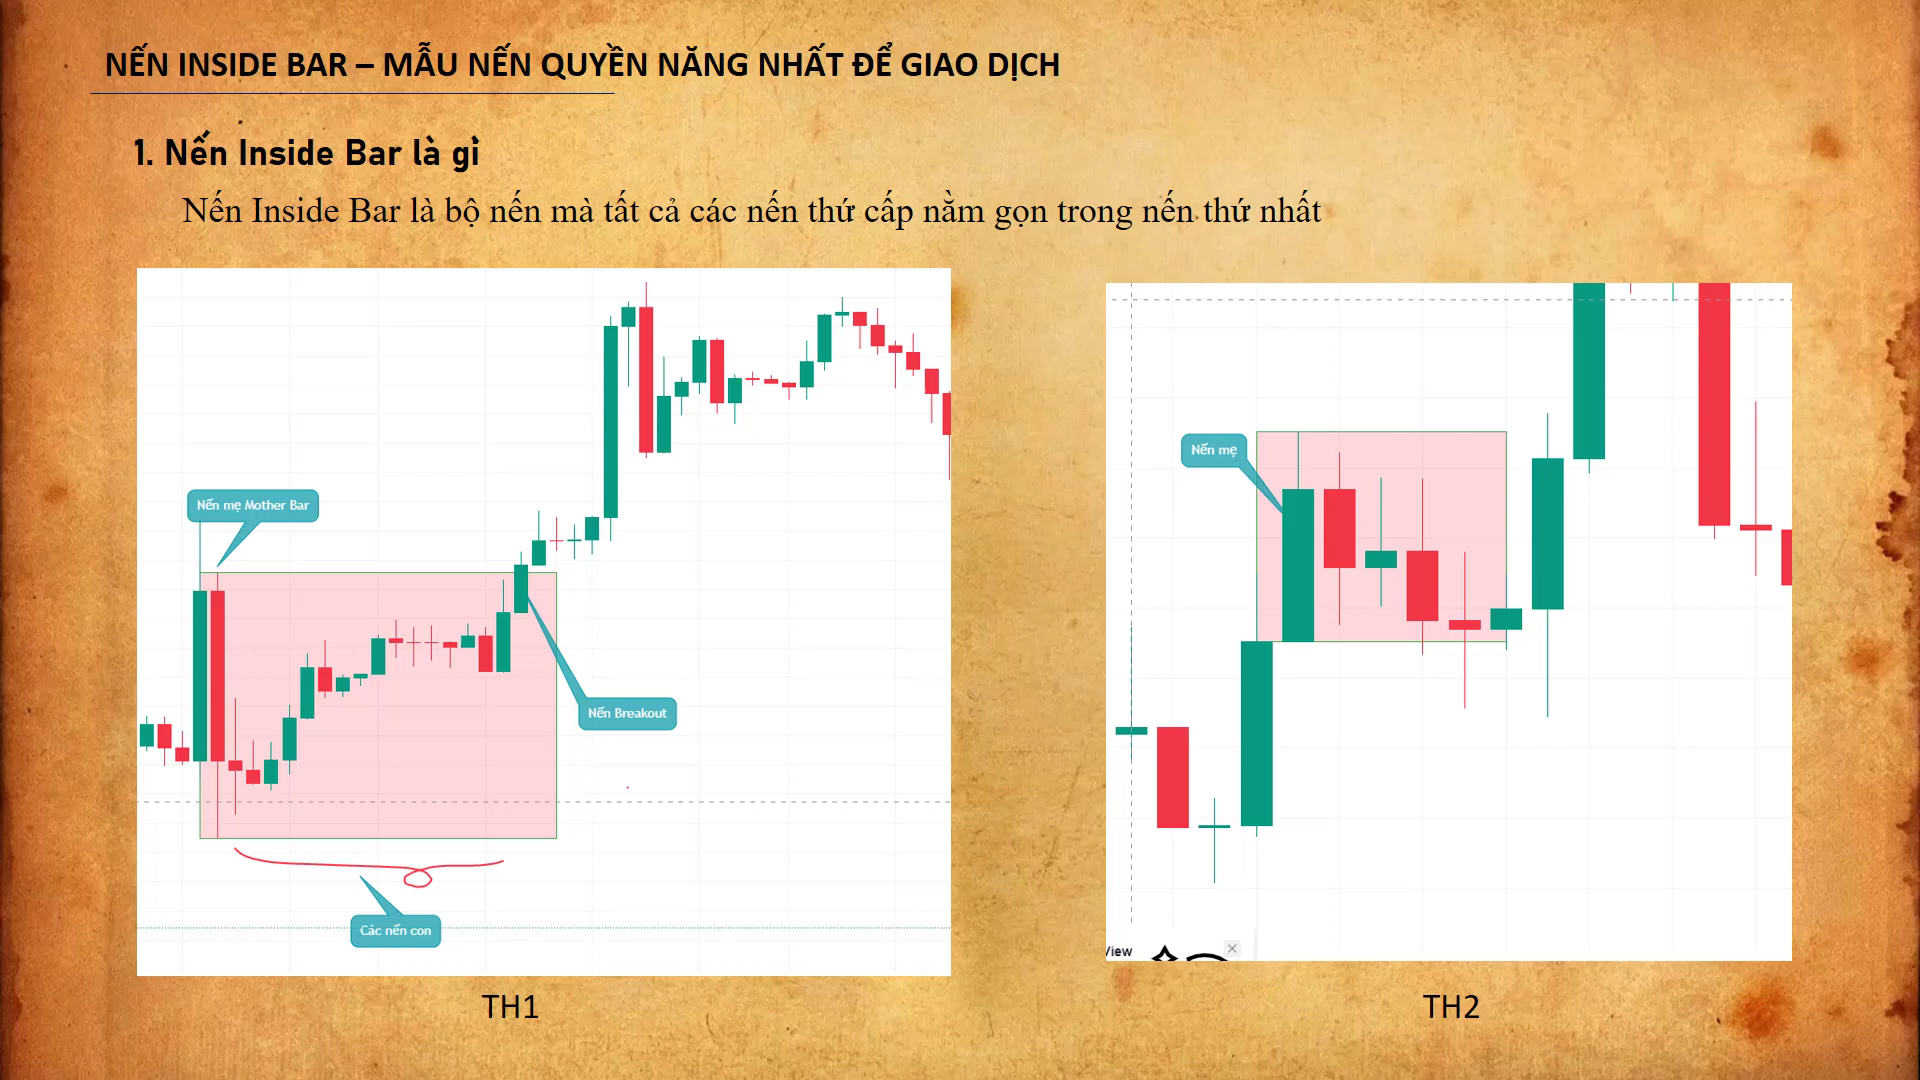 NẾN INSIDE BAR – MẪU NẾN QUYỀN NĂNG NHẤT ĐỂ GIAO DỊCH
1. Nến Inside Bar là gì
Nến Inside Bar là bộ nến mà tất cả các nến thứ cấp nằm gọn trong nến thứ nhất
Nến mẹ Mother Bar
Nến Breakout
Các nến con
TH1
Nến mẹ
View
TH2